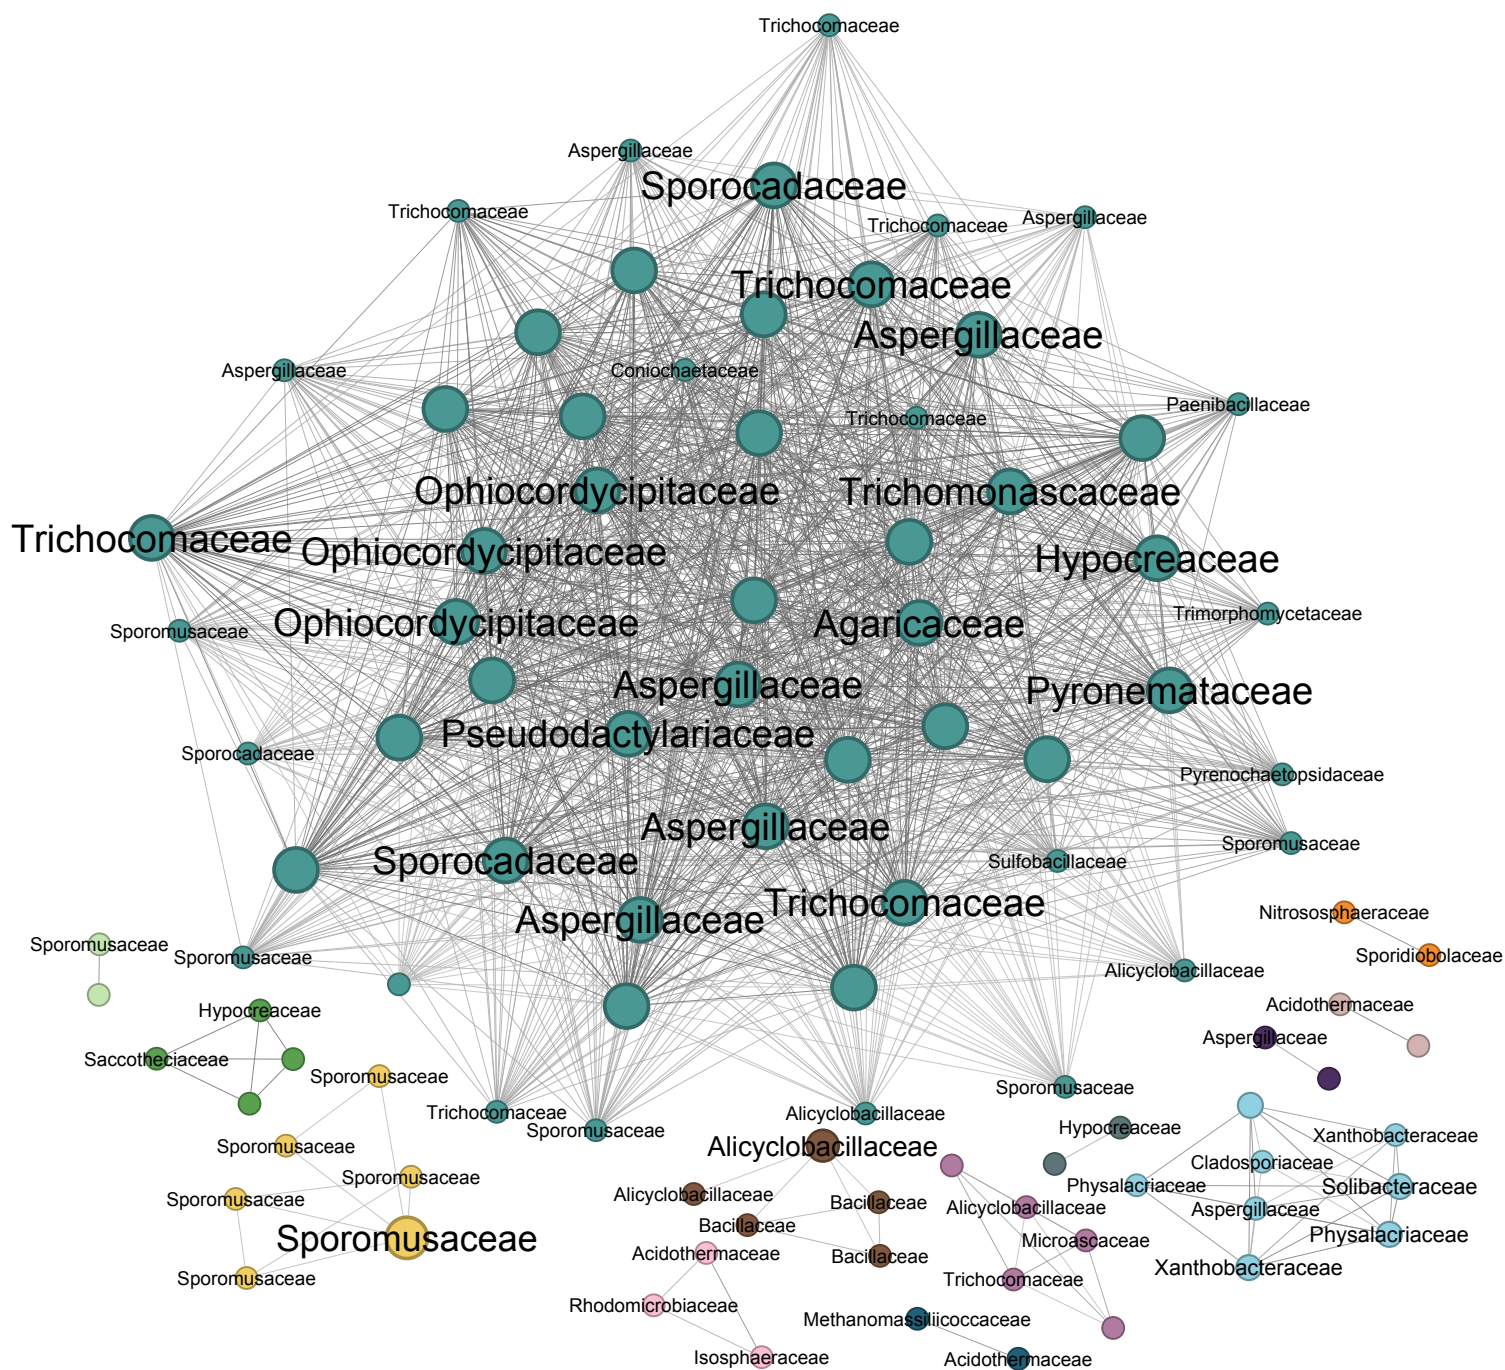 Trichocomaceae
Aspergillaceae
Sporocadaceae
Trichocomaceae
Aspergillaceae
Trichocomaceae
Trichocomaceae
Aspergillaceae
Aspergillaceae
Coniochaetaceae
Paenibacillaceae
Trichocomaceae
Ophiocordycipitaceae
Trichomonascaceae
Trichocomaceae
Ophiocordycipitaceae
Hypocreaceae
Trimorphomycetaceae
Ophiocordycipitaceae
Agaricaceae
Sporomusaceae
Aspergillaceae
Pyronemataceae
Pseudodactylariaceae
Sporocadaceae
Pyrenochaetopsidaceae
Aspergillaceae
Sporomusaceae
Sporocadaceae
Sulfobacillaceae
Trichocomaceae
Aspergillaceae
Nitrososphaeraceae
Sporomusaceae
Sporomusaceae
Sporidiobolaceae
Alicyclobacillaceae
Hypocreaceae
Acidothermaceae
Aspergillaceae
Saccotheciaceae
Sporomusaceae
Sporomusaceae
Trichocomaceae
Alicyclobacillaceae
Sporomusaceae
Hypocreaceae
Xanthobacteraceae
Sporomusaceae
Alicyclobacillaceae
Cladosporiaceae
Sporomusaceae
Physalacriaceae
Solibacteraceae
Sporomusaceae
Alicyclobacillaceae
Bacillaceae
Alicyclobacillaceae
Aspergillaceae
Bacillaceae
Physalacriaceae
Sporomusaceae
Microascaceae
Acidothermaceae
Bacillaceae
Xanthobacteraceae
Sporomusaceae
Trichocomaceae
Rhodomicrobiaceae
Methanomassiliicoccaceae
Isosphaeraceae
Acidothermaceae